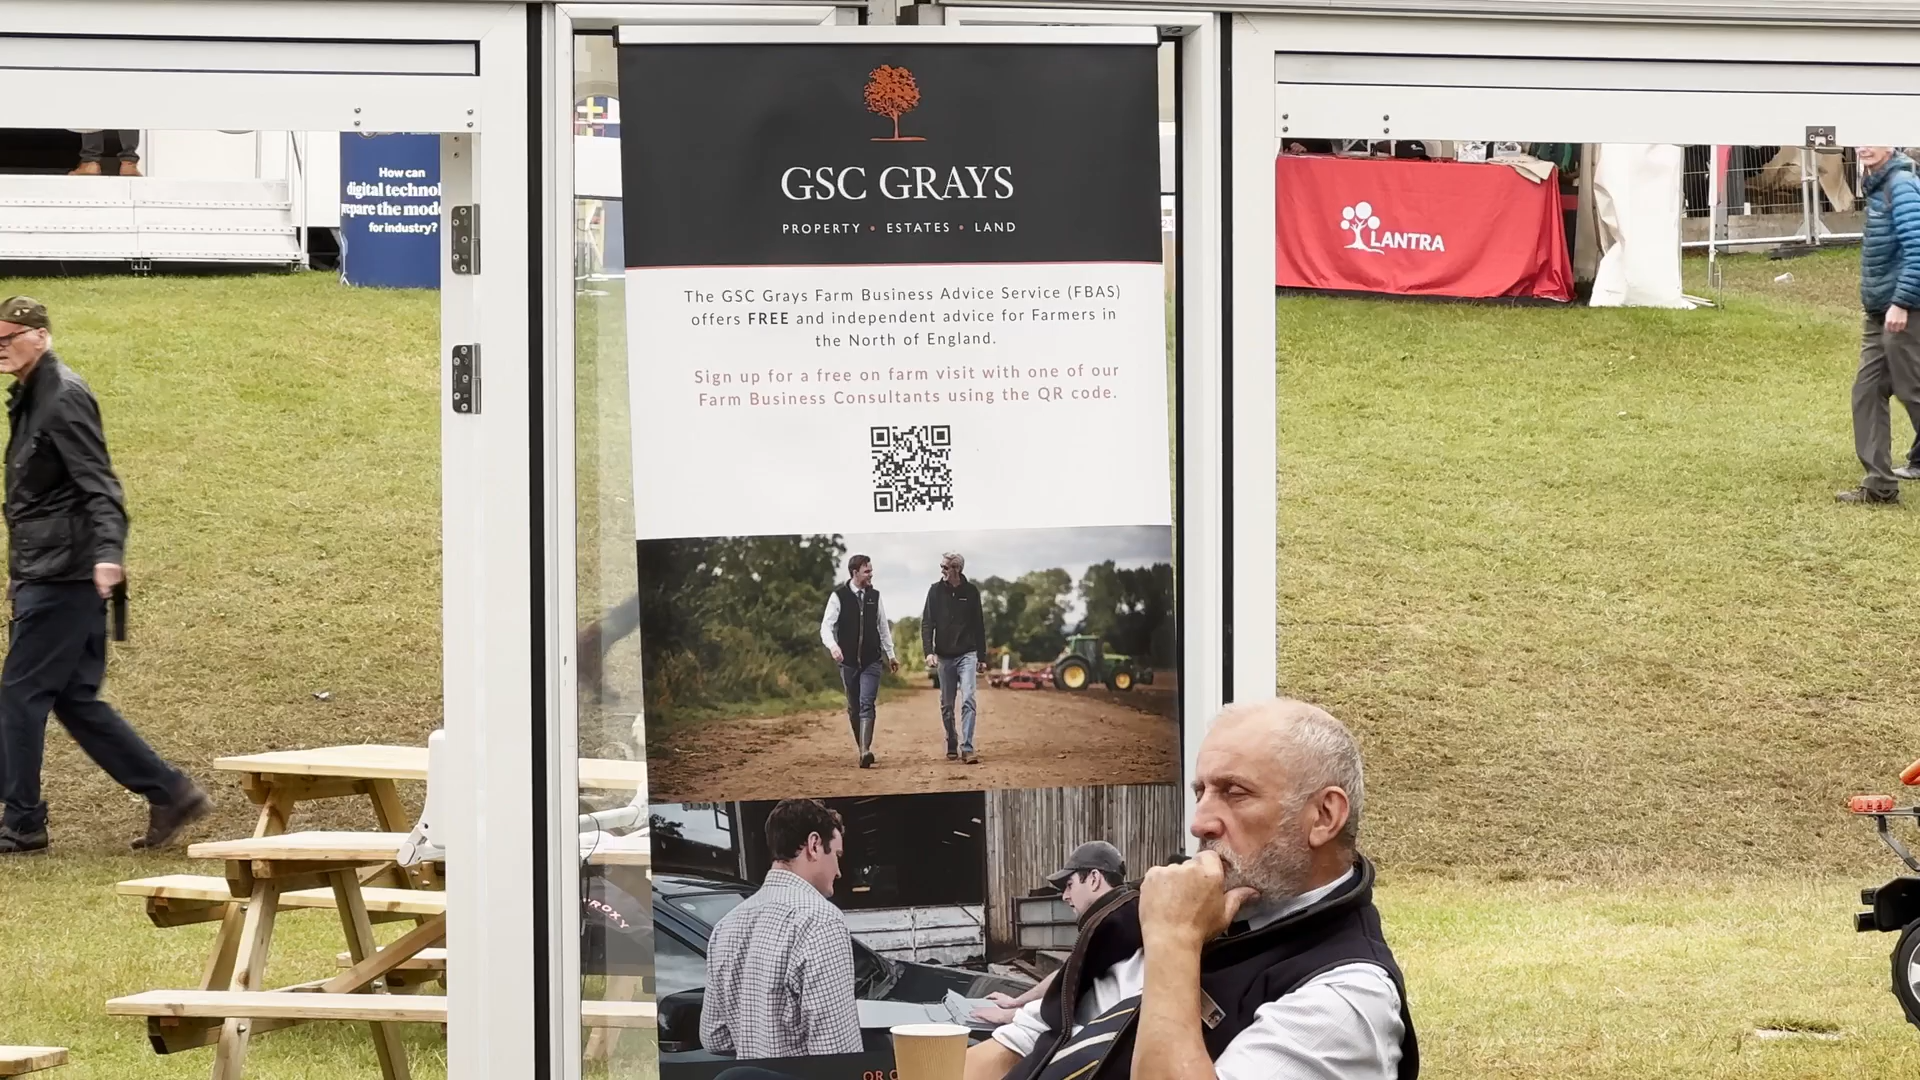 GSC GRAYS
PROPERTY • ESTATES • LAND
The GSC Grays Farm Business Advice Service (FBAS)
offers FREE and independent advice for Farmers in
the North of England.
Sign up for a free on farm visit with one of our
Farm Business Consultants using the QR code.
How can
digital
the
for industry?
LANTRA
OR